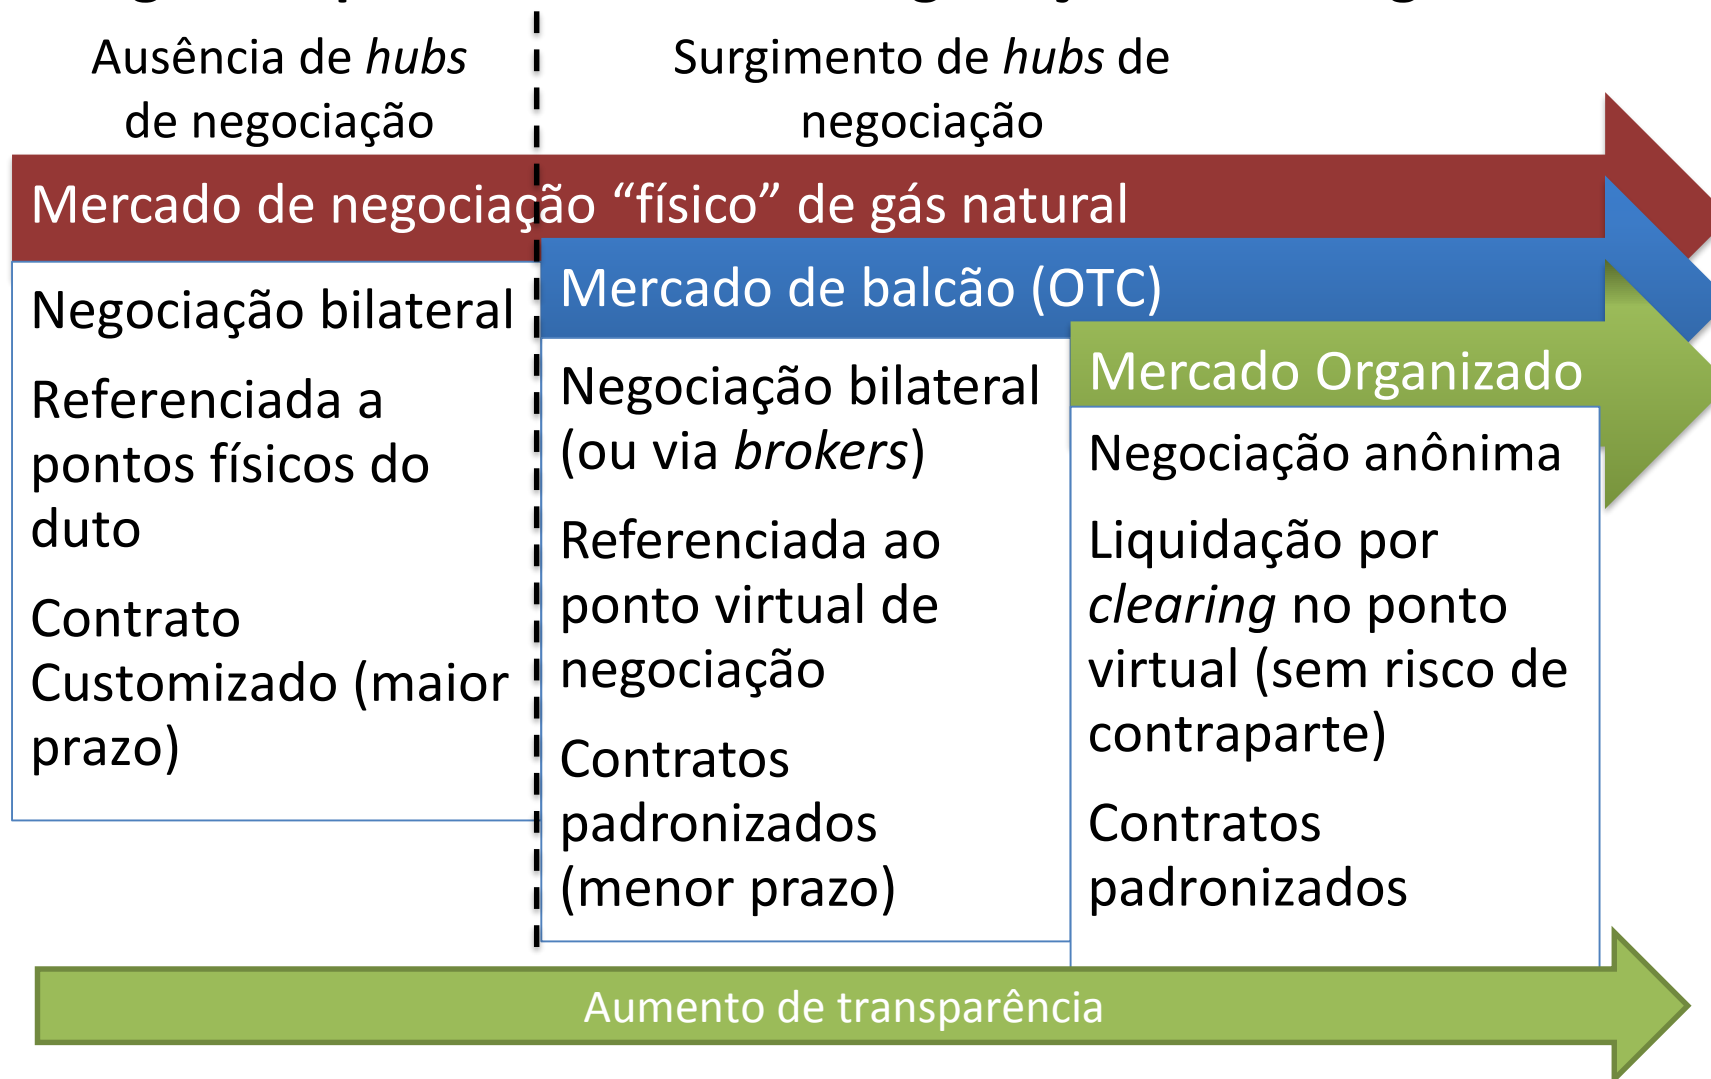 Ausência de hubs
de negociação
Surgimento de hubs de
negociação
Mercado de negociação “físico” de gás natural
Negociação bilateral
Referenciada a
pontos físicos do
duto
Contrato
Customizado (maior
prazo)
Mercado de balcão (OTC)
Negociação bilateral
(ou via brokers)
Referenciada ao
ponto virtual de
negociação
Contratos
padronizados
(menor prazo)
Mercado Organizado
Negociação anônima
Liquidação por
clearing no ponto
virtual (sem risco de
contraparte)
Contratos
padronizados
Aumento de transparência